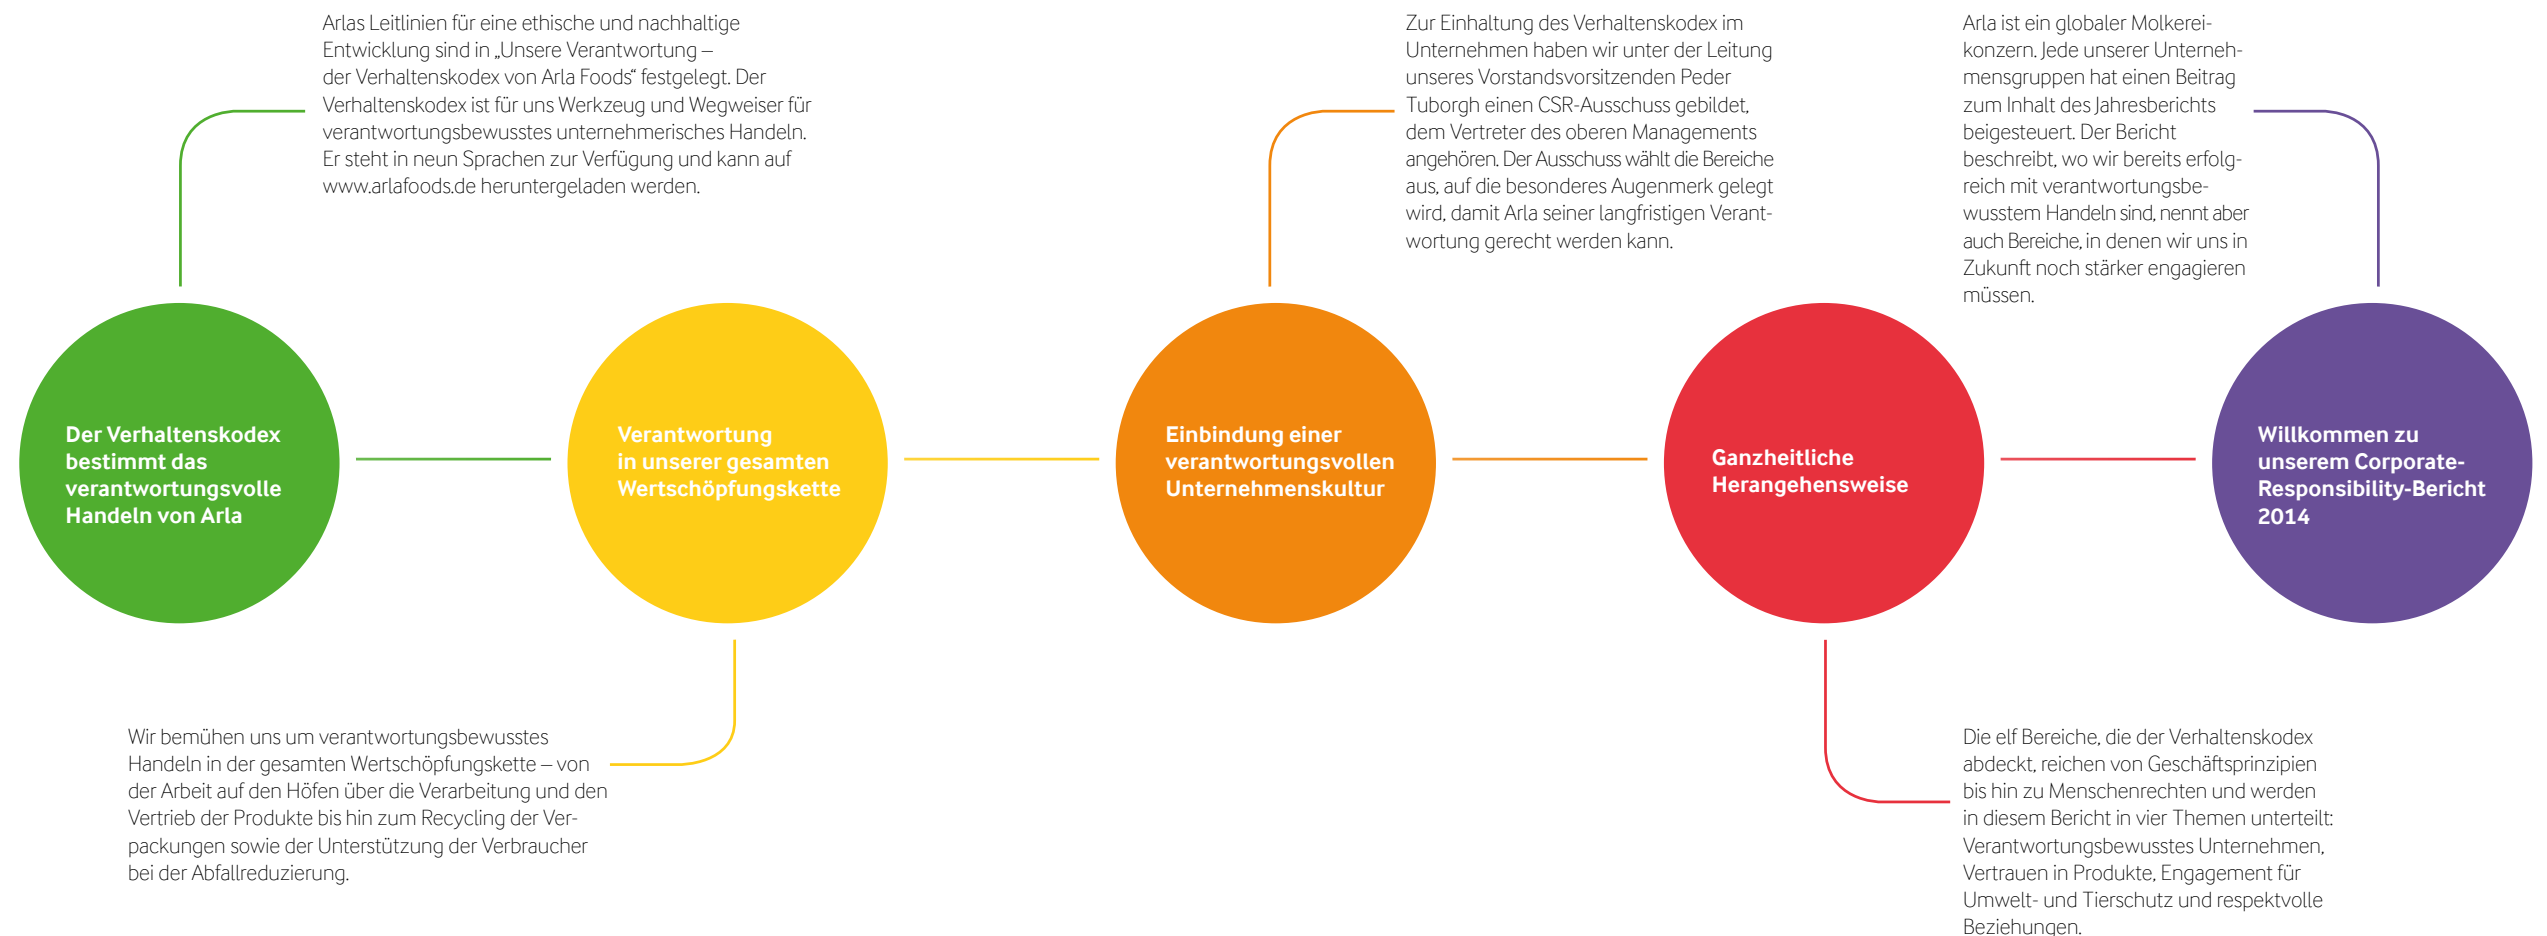 Arlas Leitlinien für eine ethische und nachhaltige
Entwicklung sind in „Unsere Verantwortung –
der Verhaltenskodex von Arla Foods“ festgelegt. Der
Verhaltenskodex ist für uns Werkzeug und Wegweiser für
verantwortungsbewusstes unternehmerisches Handeln.
Er steht in neun Sprachen zur Verfügung und kann auf
www.arlafoods.de heruntergeladen werden.
Zur Einhaltung des Verhaltenskodex im
Unternehmen haben wir unter der Leitung
unseres Vorstandsvorsitzenden Peder
Tuborgh einen CSR-Ausschuss gebildet,
dem Vertreter des oberen Managements
angehören. Der Ausschuss wählt die Bereiche
aus, auf die besonderes Augenmerk gelegt
wird, damit Arla seiner langfristigen Verant-
wortung gerecht werden kann.
Arla ist ein globaler Molkerei-
konzern. Jede unserer Unterneh-
mensgruppen hat einen Beitrag
zum Inhalt des Jahresberichts
beigesteuert. Der Bericht
beschreibt, wo wir bereits erfolg-
reich mit verantwortungsbe-
wusstem Handeln sind, nennt aber
auch Bereiche, in denen wir uns in
Zukunft noch stärker engagieren
müssen.
Der Verhaltenskodex
bestimmt das
verantwortungsvolle
Handeln von Arla
Verantwortung
in unserer gesamten
Wertschöpfungskette
Einbindung einer
verantwortungsvollen
Unternehmenskultur
Ganzheitliche
Herangehensweise
Willkommen zu
unserem Corporate-
Responsibility-Bericht
2014
Wir bemühen uns um verantwortungsbewusstes
Handeln in der gesamten Wertschöpfungskette – von
der Arbeit auf den Höfen über die Verarbeitung und den
Vertrieb der Produkte bis hin zum Recycling der Ver-
packungen sowie der Unterstützung der Verbraucher
bei der Abfallreduzierung.
Die elf Bereiche, die der Verhaltenskodex
abdeckt, reichen von Geschäftsprinzipien
bis hin zu Menschenrechten und werden
in diesem Bericht in vier Themen unterteilt:
Verantwortungsbewusstes Unternehmen,
Vertrauen in Produkte, Engagement für
Umwelt- und Tierschutz und respektvolle
Beziehungen.